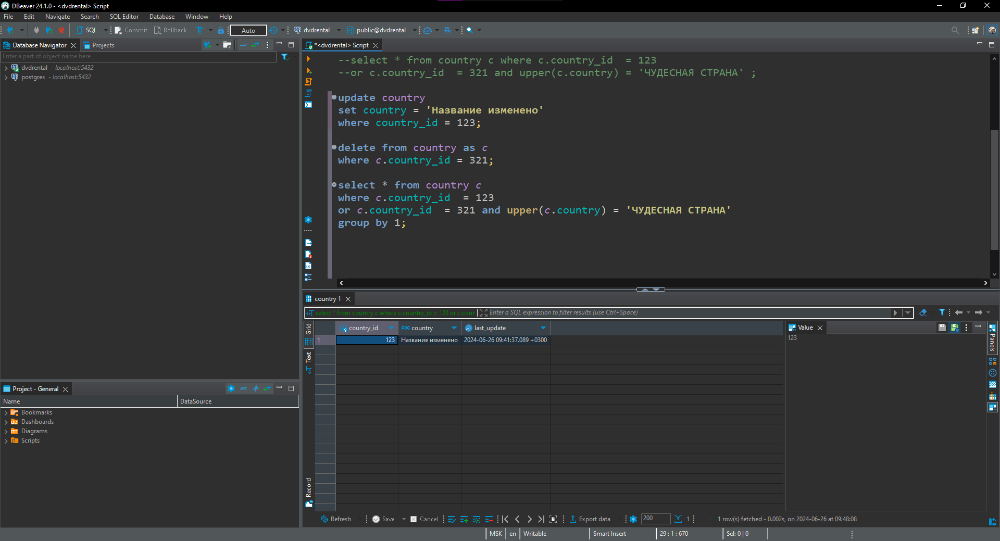 DBeaver 24.1.0 - <dvdrental> Script
File Edit Navigate Search SQL Editor Database Window Help
SQL Commit Rollback Auto dvdrental public@dvdrental
Database Navigator Projects
Enter a part of object name here
dvdrental - localhost:5432
postgres - localhost:5432
*<dvdrental> Script
--select * from country c where c.country_id  = 123
--or c.country_id  = 321 and upper(c.country) = 'ЧУДЕСНАЯ СТРАНА' ;
update country
set country = 'Название изменено'
where country_id = 123;
delete from country as c
where c.country_id = 321;
select * from country c
where c.country_id  = 123
or c.country_id  = 321 and upper(c.country) = 'ЧУДЕСНАЯ СТРАНА'
group by 1;
Project - General
Name DataSource
Bookmarks
Dashboards
Diagrams
Scripts
country 1
select * from country c where c.country_id = 123 or c.cour
Enter a SQL expression to filter results (use Ctrl+Space)
Grid
Text
Record
country_id ABC country last_update
1 123 Название изменено 2024-06-26 09:41:37.089 +0300
Value
123
Panels
Refresh Save Cancel Export data 200 1 1 row(s) fetched - 0.002s, on 2024-06-26 at 09:48:08
MSK en Writable Smart Insert 29 : 1 : 670 Sel: 0 | 0